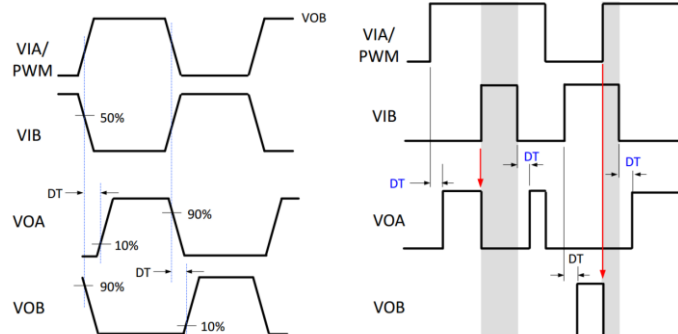 VOB
VIA/
PWM
50%
VIB
DT
90%
VOA
10%
DT
90%
VOB
10%
VIA/
PWM
VIB
DT
DT
DT
VOA
DT
VOB